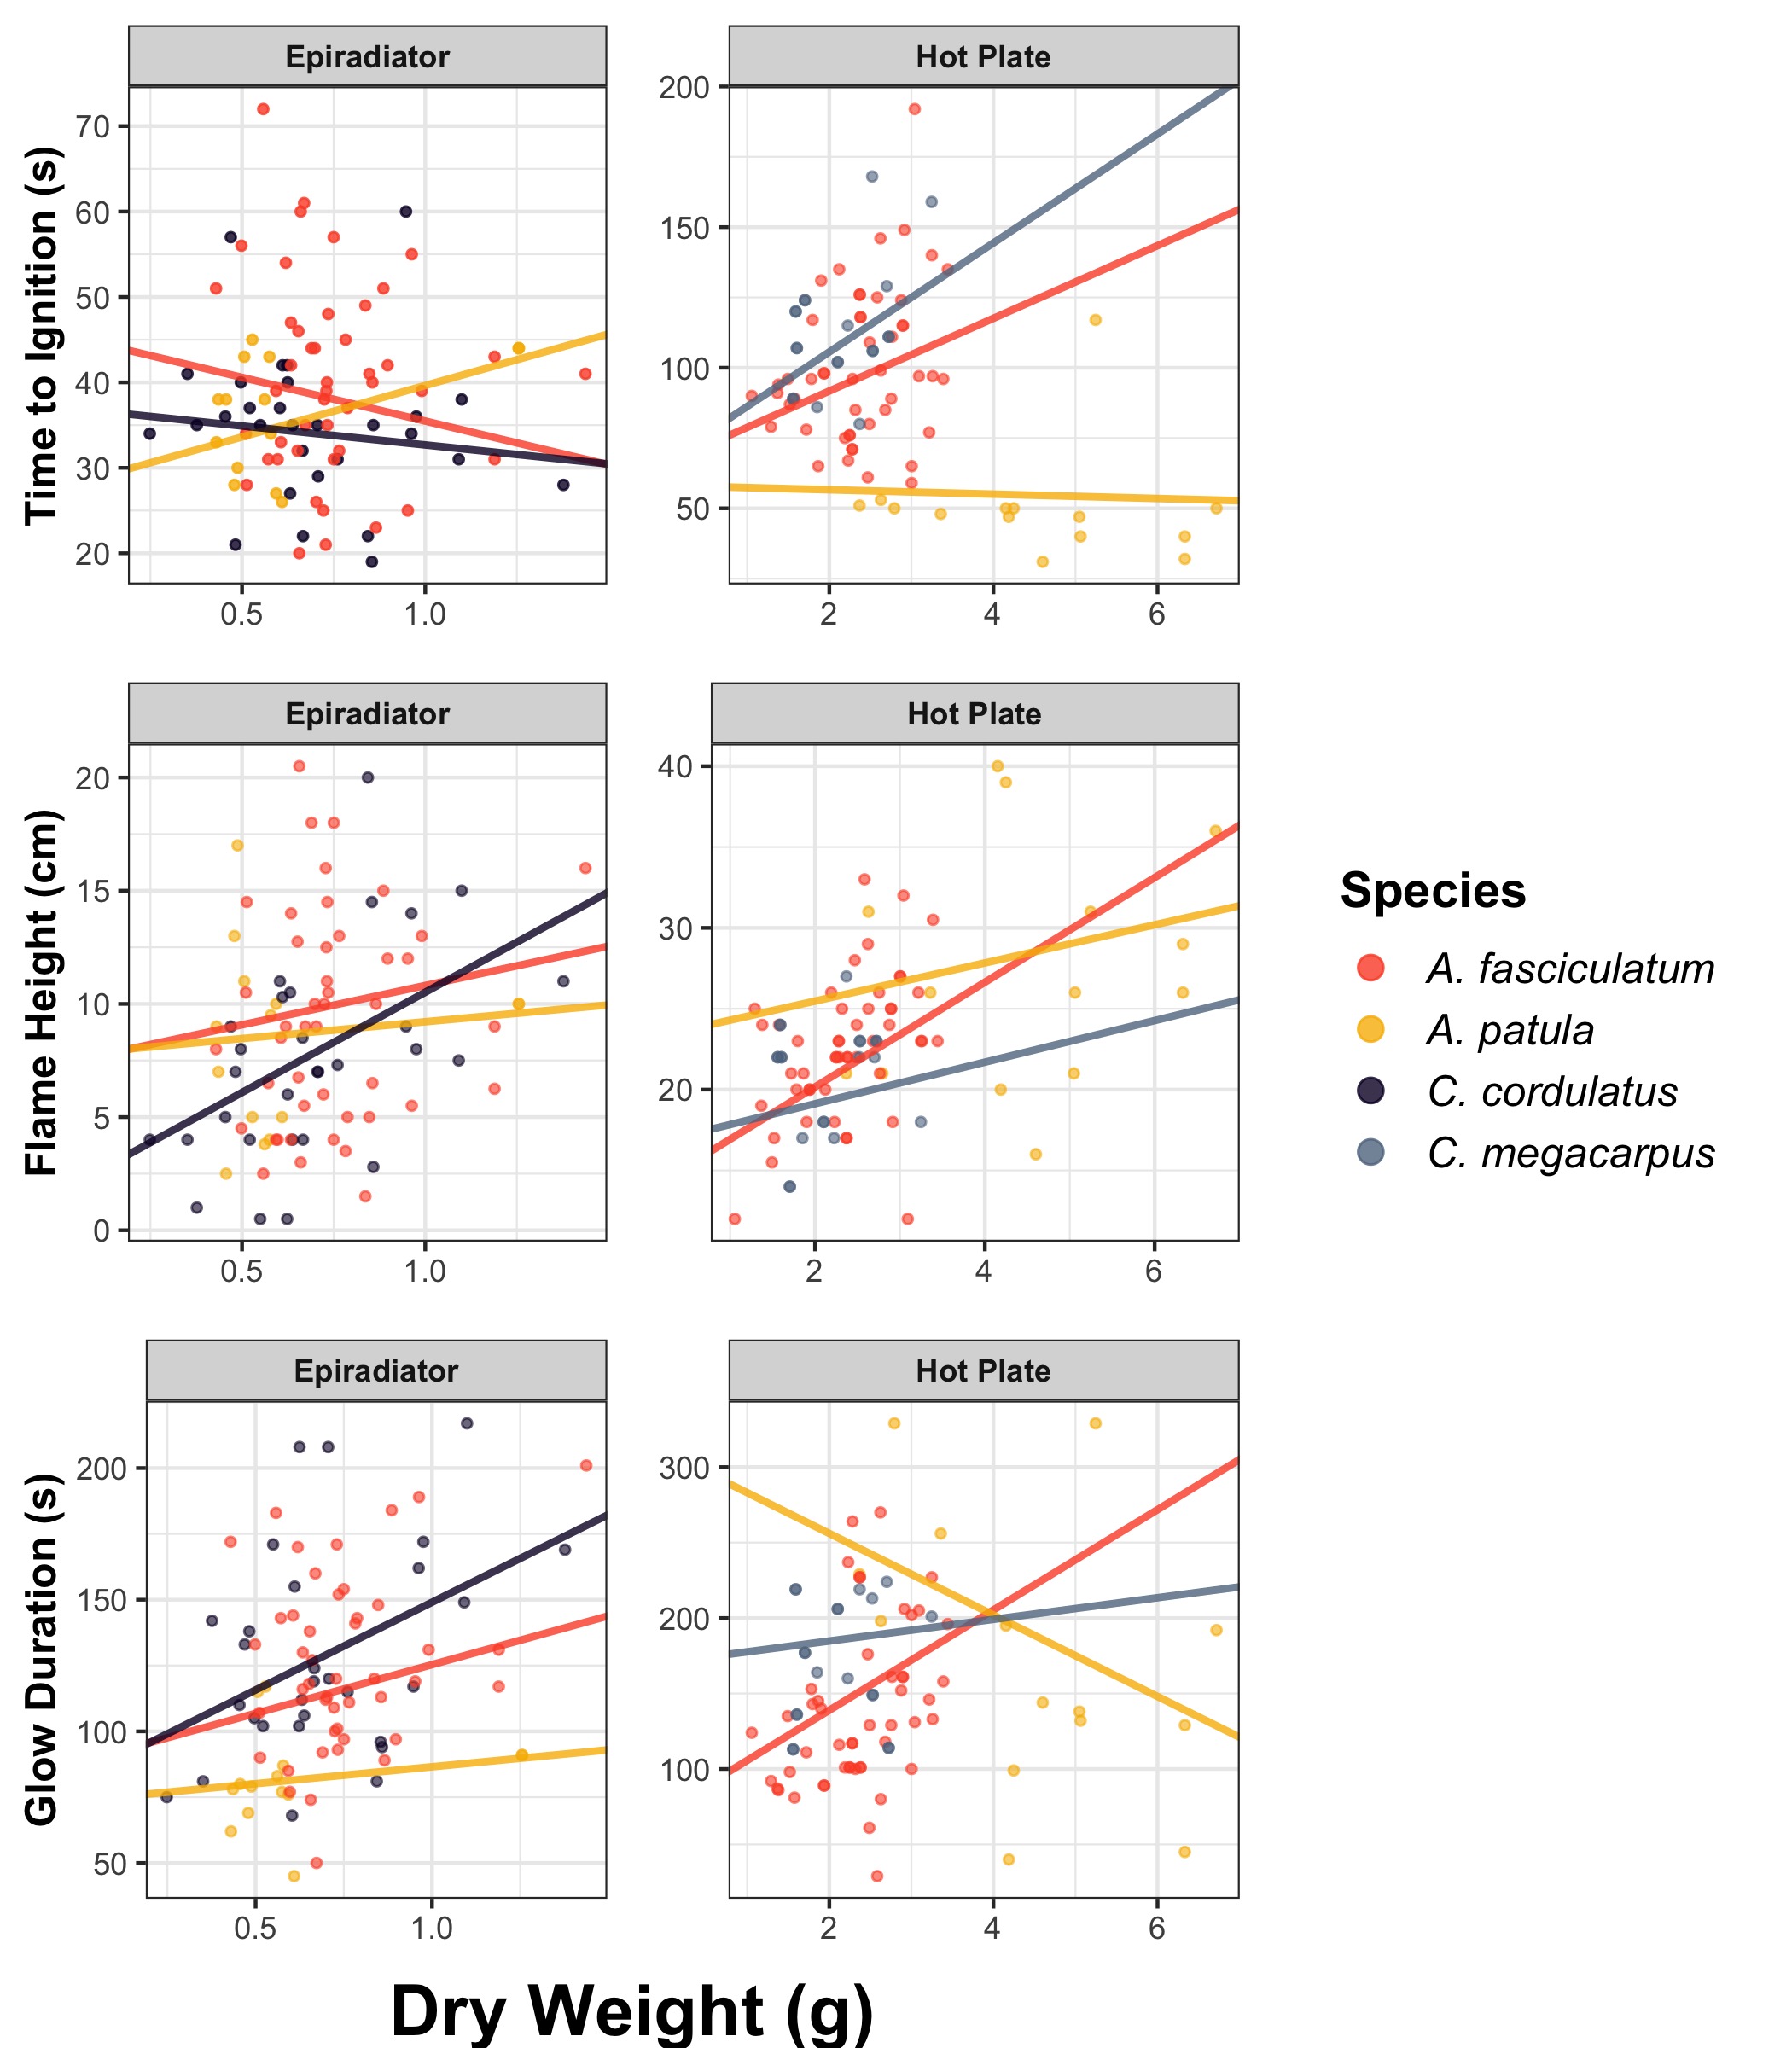 Epiradiator
Hot Plate
Time to Ignition (s)
70
60
50
40
30
20
200
150
100
50
0.5
1.0
2
4
6
Epiradiator
Hot Plate
Flame Height (cm)
20
15
10
5
0
40
30
20
0.5
1.0
2
4
6
Species
A. fasciculatum
A. patula
C. cordulatus
C. megacarpus
Epiradiator
Hot Plate
Glow Duration (s)
200
150
100
50
300
200
100
0.5
1.0
2
4
6
Dry Weight (g)